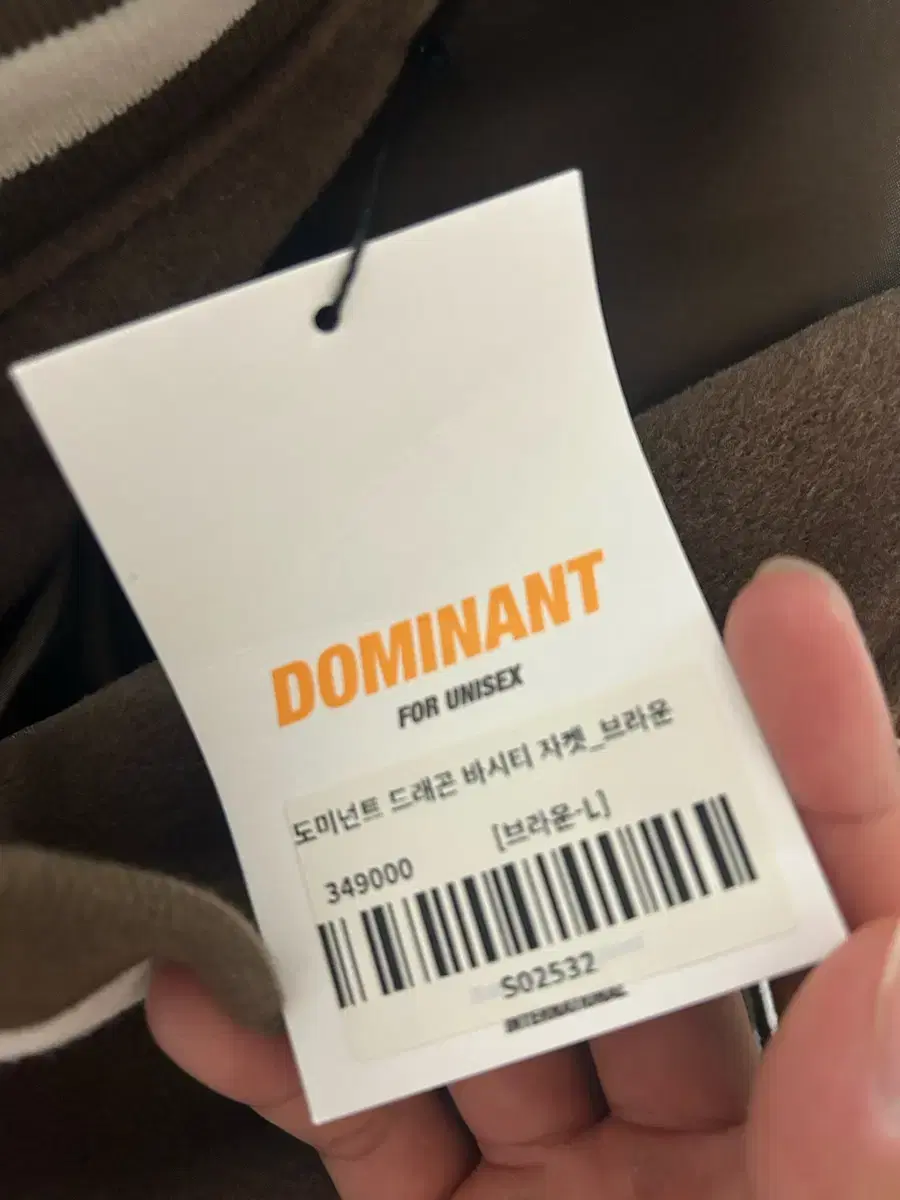 DOMINANT
FOR UNISEX
도미넌트 드래곤 바시티 자켓_브라운
[브라운-L]
349000
S02532
INTERNATIONAL